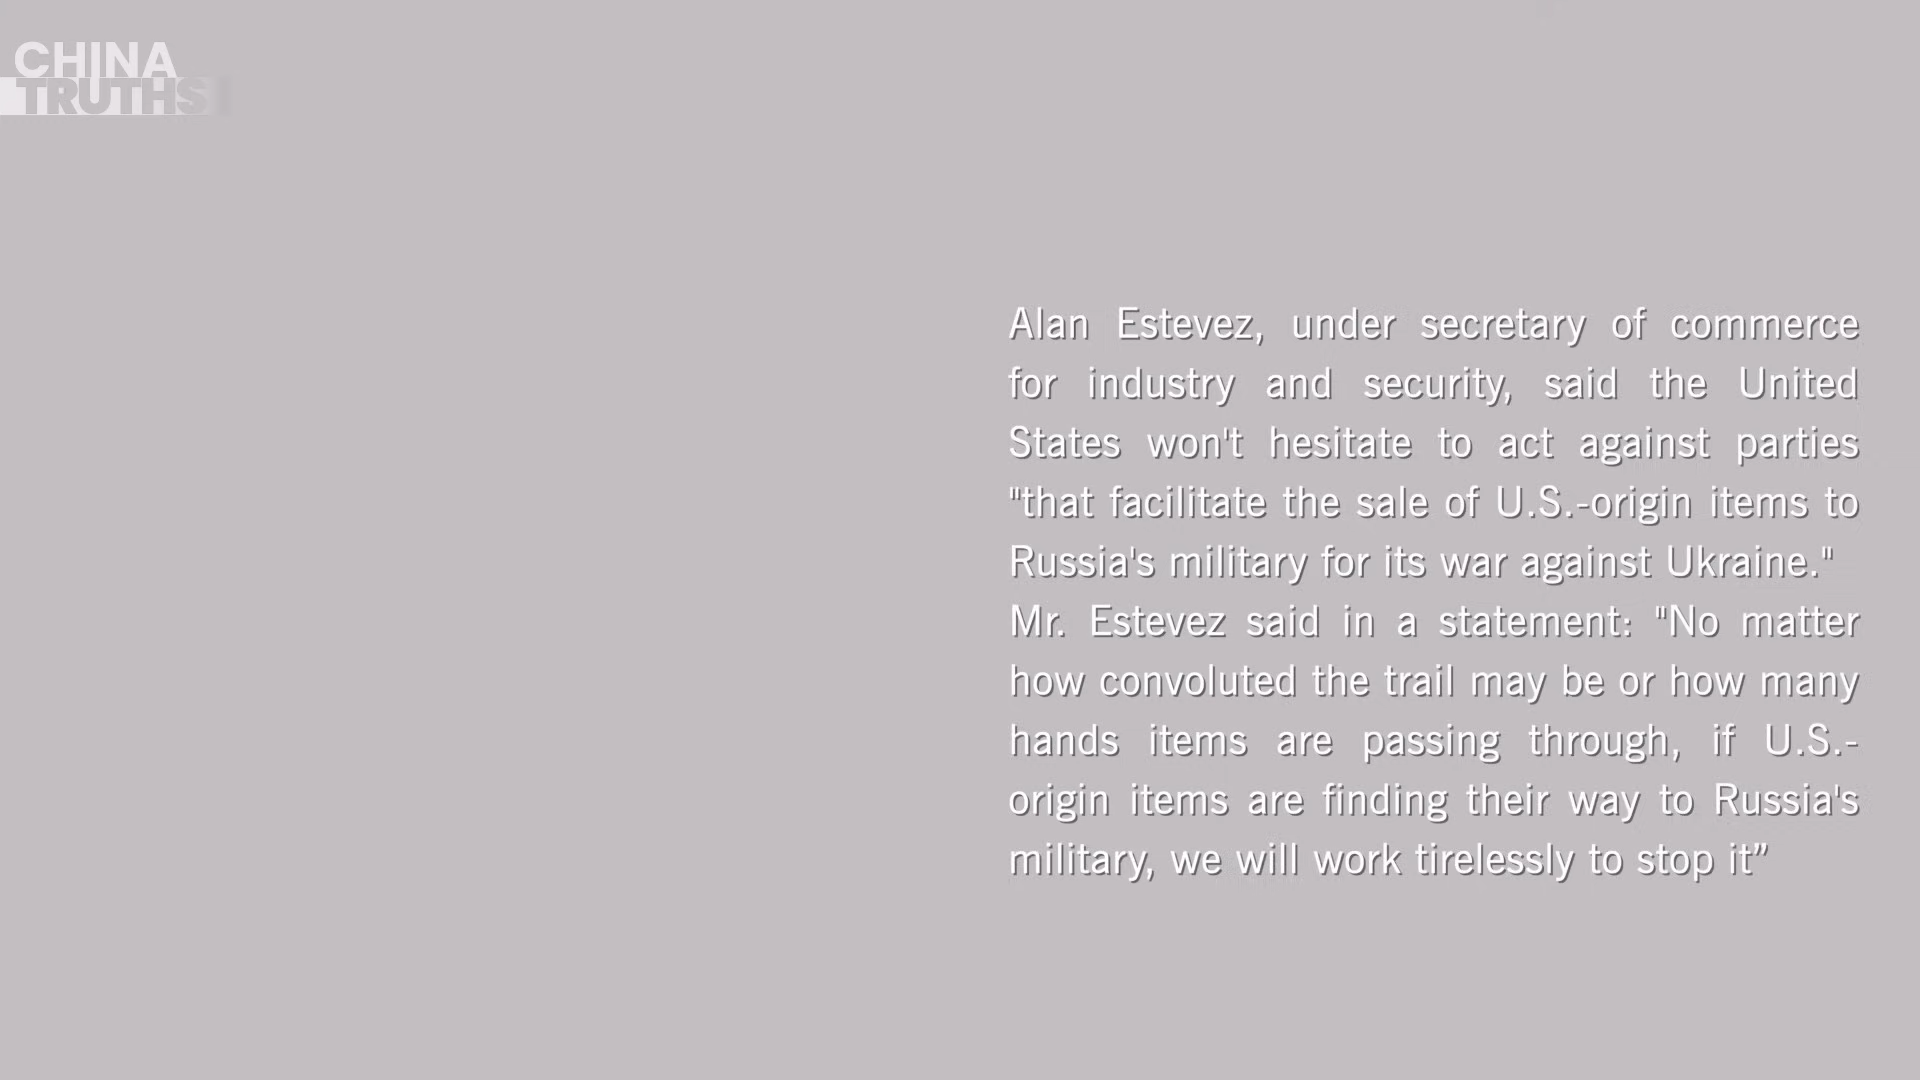 CHINA
TRUTHS
Alan Estevez, under secretary of commerce
for industry and security, said the United
States won't hesitate to act against parties
"that facilitate the sale of U.S.-origin items to
Russia's military for its war against Ukraine."
Mr. Estevez said in a statement: "No matter
how convoluted the trail may be or how many
hands items are passing through, if U.S.-
origin items are finding their way to Russia's
military, we will work tirelessly to stop it”